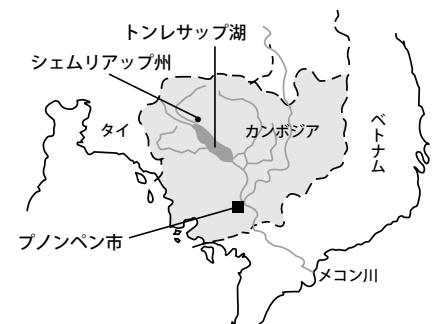 トンレサップ湖
シェムリアップ州
タイ
カンボジア
ベトナム
プノンペン市
メコン川